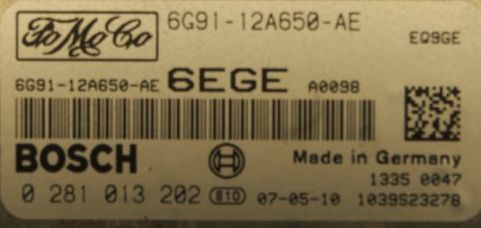 FoMoCo 6G91-12A650-AE EQ9GE
6G91-12A650-AE 6EGE A0098
BOSCH Made in Germany
1335 0047
0 281 013 202 810 07-05-10 1039S23278